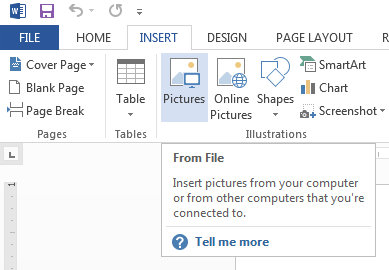 FILE HOME INSERT DESIGN PAGE LAYOUT
Cover Page
Blank Page
Page Break
Pages
Table
Tables
Pictures
Online
Pictures
Shapes
SmartArt
Chart
Screenshot
Illustrations
From File
Insert pictures from your computer
or from other computers that you're
connected to.
Tell me more
1